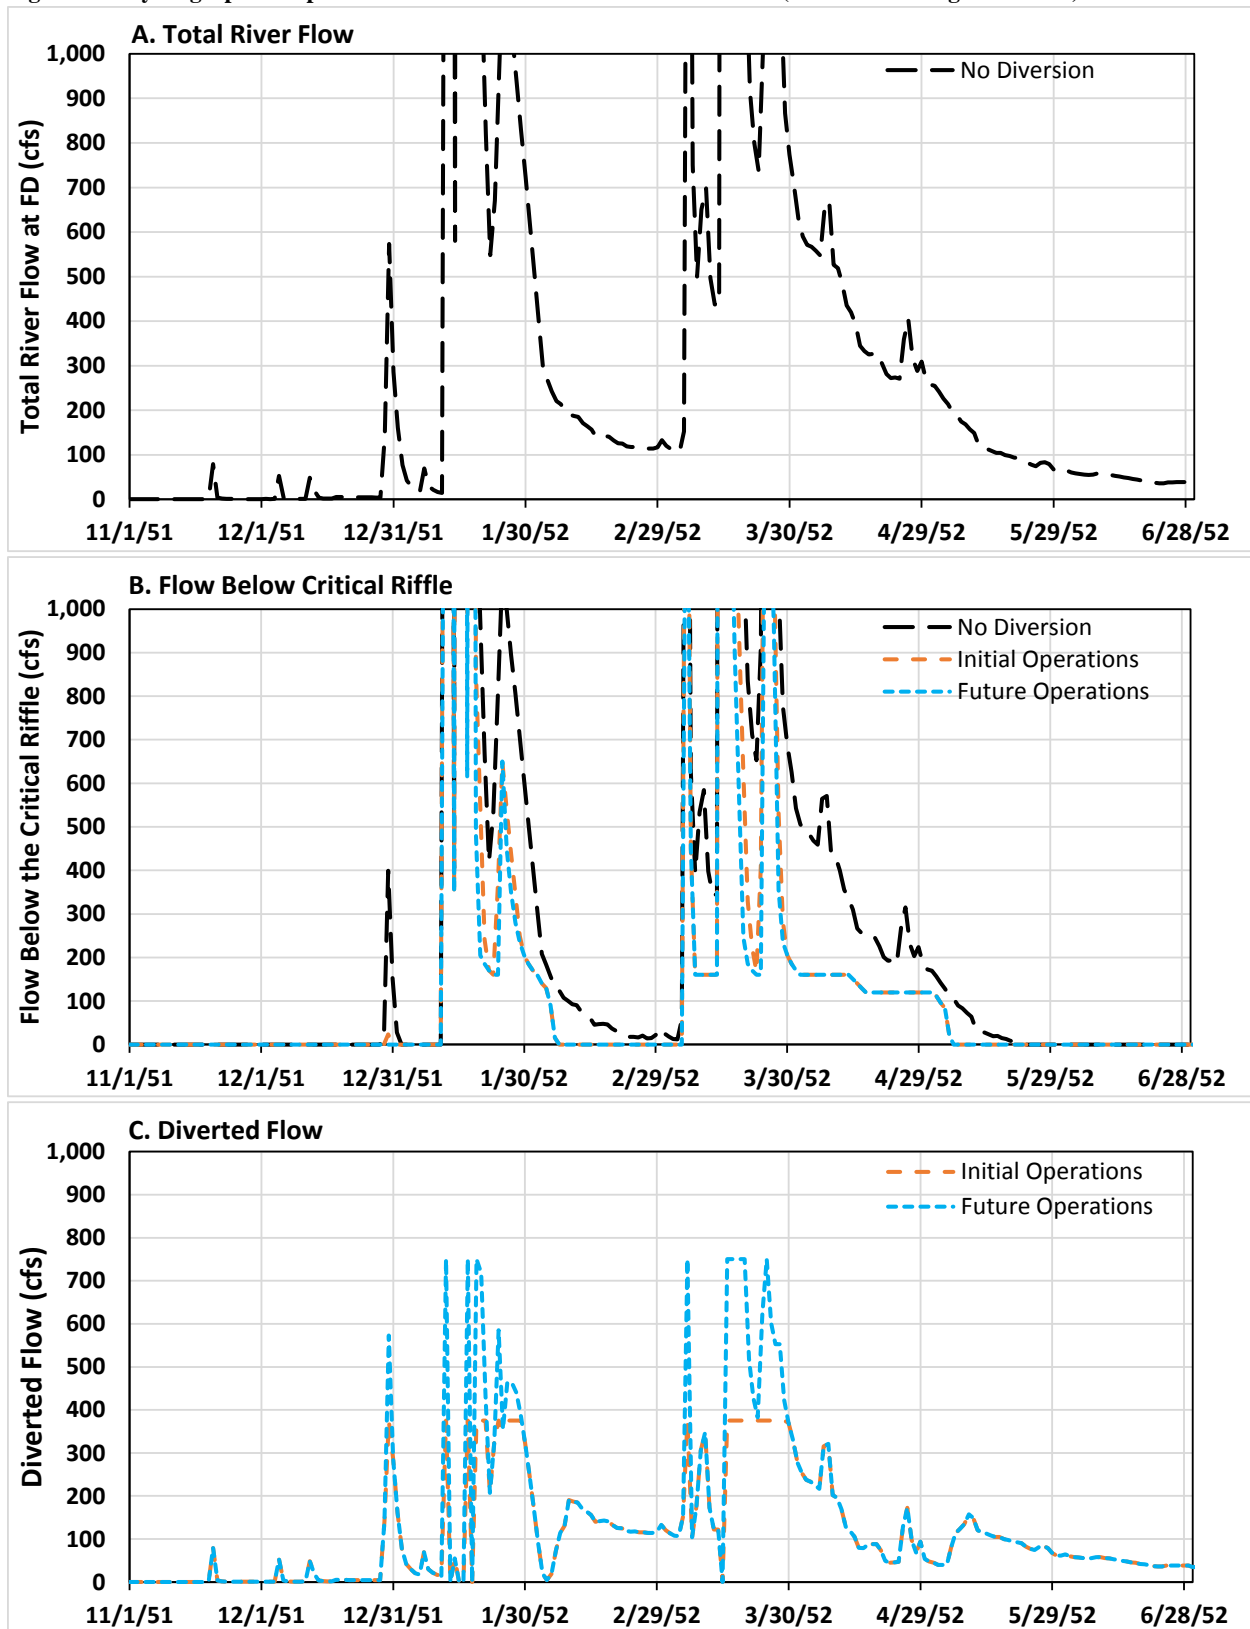 A. Total River Flow
1,000
900
800
700
600
500
400
300
200
100
0
Total River Flow at FD (cfs)
No Diversion
11/1/51 12/1/51 12/31/51 1/30/52 2/29/52 3/30/52 4/29/52 5/29/52 6/28/52
B. Flow Below Critical Riffle
1,000
900
800
700
600
500
400
300
200
100
0
Flow Below the Critical Riffle (cfs)
No Diversion
Initial Operations
Future Operations
11/1/51 12/1/51 12/31/51 1/30/52 2/29/52 3/30/52 4/29/52 5/29/52 6/28/52
C. Diverted Flow
1,000
900
800
700
600
500
400
300
200
100
0
Diverted Flow (cfs)
Initial Operations
Future Operations
11/1/51 12/1/51 12/31/51 1/30/52 2/29/52 3/30/52 4/29/52 5/29/52 6/28/52